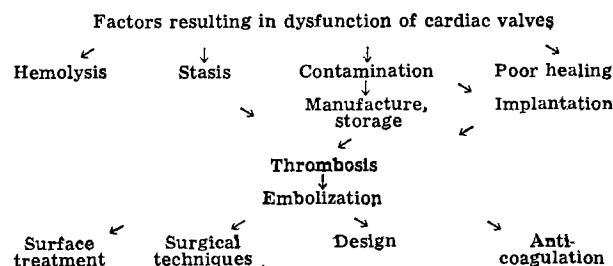 Factors resulting in dysfunction of cardiac valves
Hemolysis Stasis Contamination Poor healing
Manufacture, storage Implantation
Thrombosis
Embolization
Surface treatment Surgical techniques Design Anti-coagulation